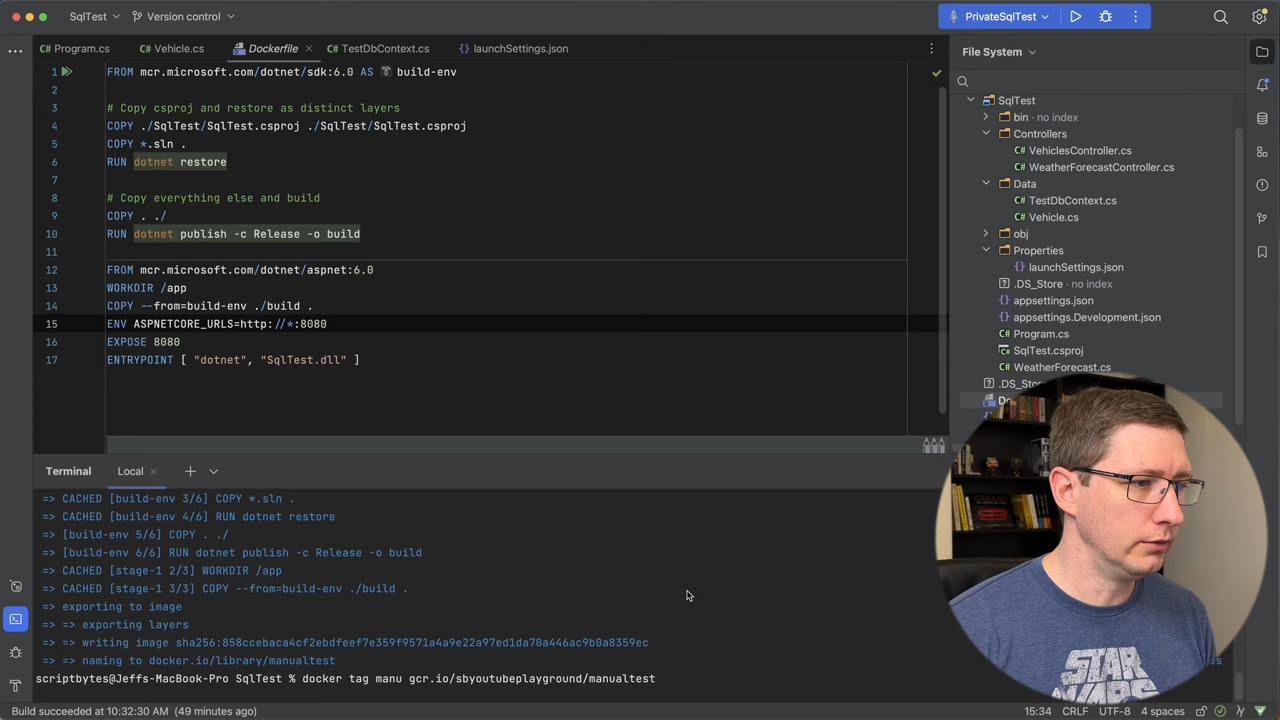 SqlTest
Version control
PrivateSqlTest
Program.cs
Vehicle.cs
Dockerfile
TestDbContext.cs
launchSettings.json
File System
1 FROM mcr.microsoft.com/dotnet/sdk:6.0 AS build-env
2
3 # Copy csproj and restore as distinct layers
4 COPY ./SqlTest/SqlTest.csproj ./SqlTest/SqlTest.csproj
5 COPY *.sln .
6 RUN dotnet restore
7
8 # Copy everything else and build
9 COPY . ./
10 RUN dotnet publish -c Release -o build
11
12 FROM mcr.microsoft.com/dotnet/aspnet:6.0
13 WORKDIR /app
14 COPY --from=build-env ./build .
15 ENV ASPNETCORE_URLS=http://*:8080
16 EXPOSE 8080
17 ENTRYPOINT [ "dotnet", "SqlTest.dll" ]
SqlTest
bin no index
Controllers
C# VehiclesController.cs
C# WeatherForecastController.cs
Data
C# TestDbContext.cs
C# Vehicle.cs
obj
Properties
launchSettings.json
.DS_Store no index
appsettings.json
appsettings.Development.json
C# Program.cs
SqlTest.csproj
C# WeatherForecast.cs
Terminal
Local
=> CACHED [build-env 3/6] COPY *.sln .
=> CACHED [build-env 4/6] RUN dotnet restore
=> [build-env 5/6] COPY . ./
=> [build-env 6/6] RUN dotnet publish -c Release -o build
=> CACHED [stage-1 2/3] WORKDIR /app
=> CACHED [stage-1 3/3] COPY --from=build-env ./build .
=> exporting to image
=> => exporting layers
=> => writing image sha256:858ccebaca4cf2ebdfeef7e359f9571a4a9e22a97ed1da70a446ac9b0a8359ec
=> => naming to docker.io/library/manualtest
scriptbytes@Jeffs-MacBook-Pro SqlTest % docker tag manu gcr.io/sbyoutubeplayground/manualtest
STAR
WARS
Build succeeded at 10:32:30 AM (49 minutes ago)
15:34 CRLF UTF-8 4 spaces